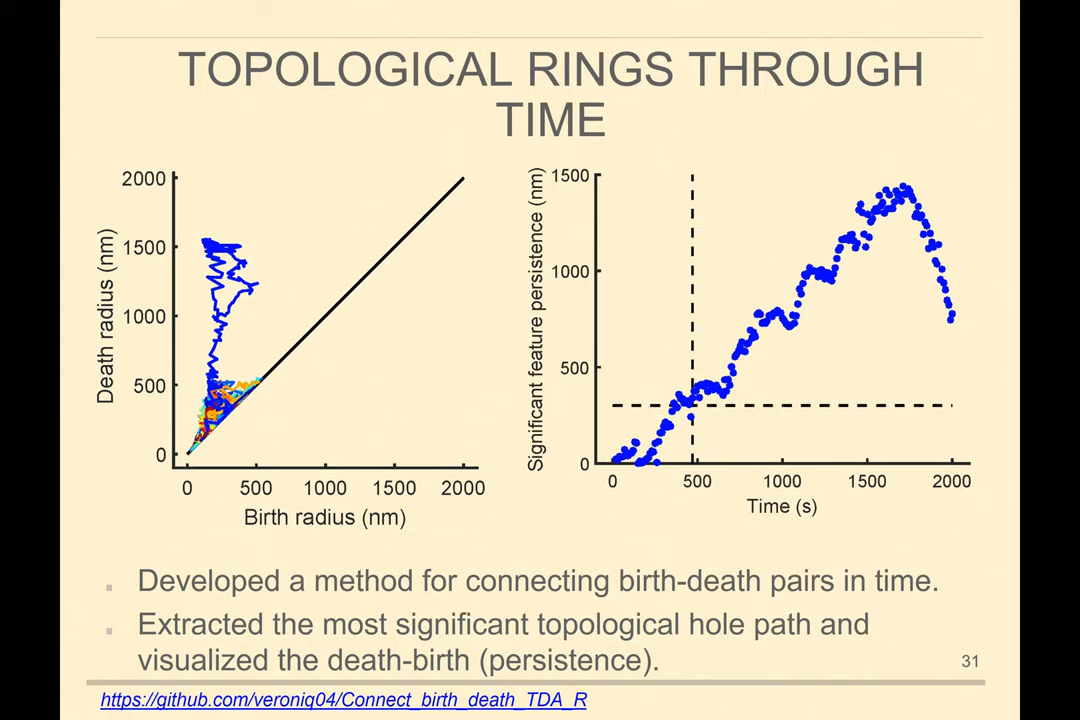 TOPOLOGICAL RINGS THROUGH
TIME
Death radius (nm)
2000
1500
1000
500
0
0 500 1000 1500 2000
Birth radius (nm)
Significant feature persistence (nm)
1500
1000
500
0
0 500 1000 1500 2000
Time (s)
Developed a method for connecting birth-death pairs in time.
Extracted the most significant topological hole path and
visualized the death-birth (persistence).
31
https://github.com/veroniq04/Connect_birth_death_TDA_R